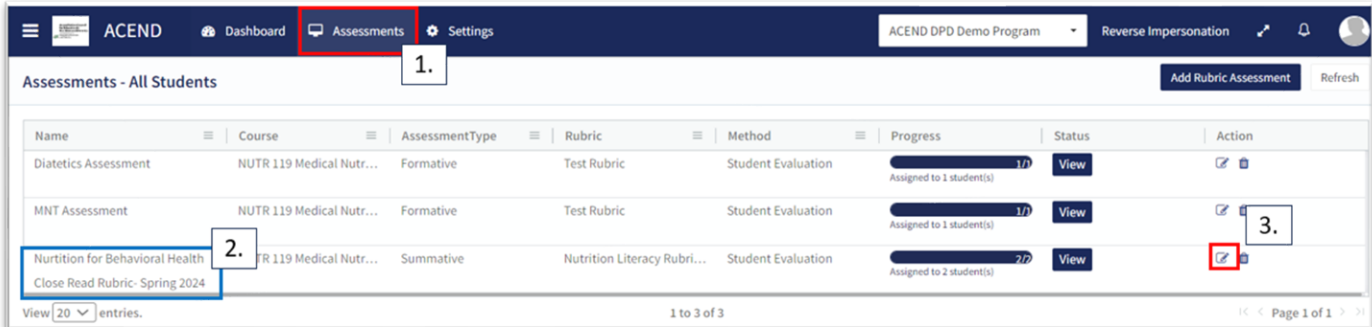 ACEND Dashboard Assessments Settings ACEND DPD Demo Program Reverse Impersonation
1.
Assessments - All Students Add Rubric Assessment Refresh
Name Course AssessmentType Rubric Method Progress Status Action
Diatetics Assessment NUTR 119 Medical Nutr... Formative Test Rubric Student Evaluation 1/1 View
Assigned to 1 student(s)
MNT Assessment NUTR 119 Medical Nutr... Formative Test Rubric Student Evaluation 1/1 View
Assigned to 1 student(s)
2.
3.
Nurtition for Behavioral Health TR 119 Medical Nutr... Summative Nutrition Literacy Rubri... Student Evaluation 2/2 View
Close Read Rubric- Spring 2024 Assigned to 2 student(s)
View 20 entries. 1 to 3 of 3 Page 1 of 1